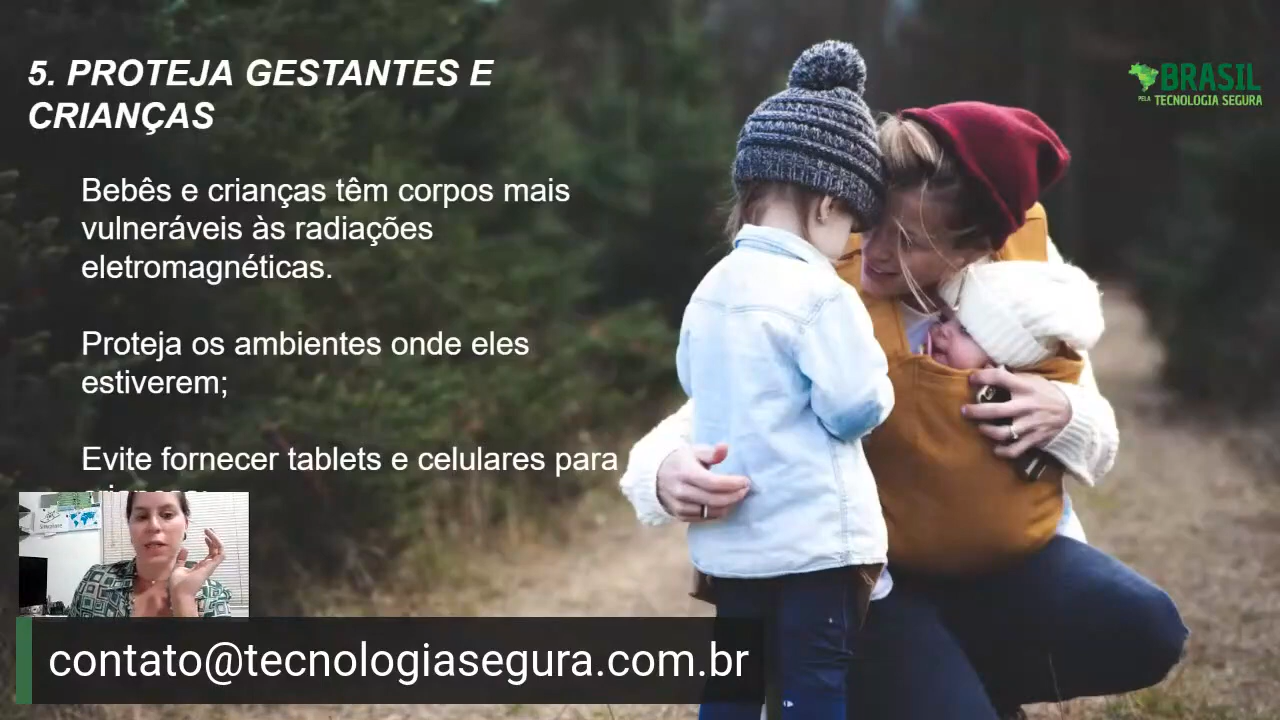 5. PROTEJA GESTANTES E
CRIANÇAS
BRASIL
PELA TECNOLOGIA SEGURA
Bebês e crianças têm corpos mais
vulneráveis às radiações
eletromagnéticas.
Proteja os ambientes onde eles
estiverem;
Evite fornecer tablets e celulares para
contato@tecnologiasegura.com.br